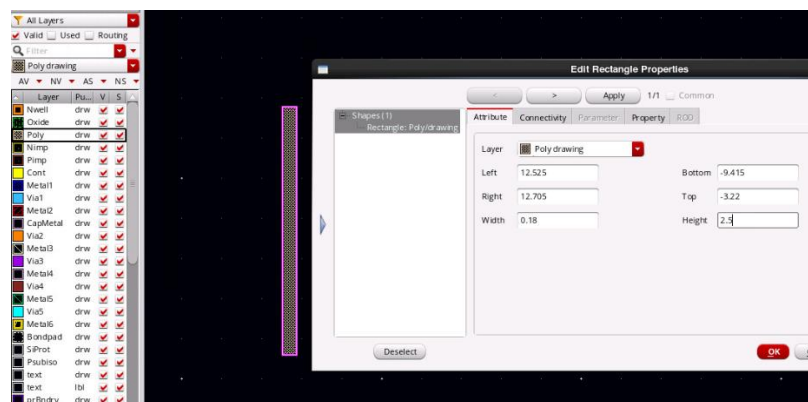 All Layers
Valid Used Routing
Filter
Poly drawing
AV NV AS NS
Layer Pu... V S
Nwell drw
Oxide drw
Poly drw
Nimp drw
Pimp drw
Cont drw
Metal1 drw
Via1 drw
Metal2 drw
CapMetal drw
Via2 drw
Metal3 drw
Via3 drw
Metal4 drw
Via4 drw
Metal5 drw
Via5 drw
Metal6 drw
Bondpad drw
SiProt drw
Psubiso drw
text drw
text lbl
prBndry drw
Edit Rectangle Properties
< > Apply 1/1 Common
Shapes (1)
Rectangle: Poly/drawing
Attribute Connectivity Parameter Property ROD
Layer Poly drawing
Left 12.525 Bottom -9.415
Right 12.705 Top -3.22
Width 0.18 Height 2.5
Deselect
OK